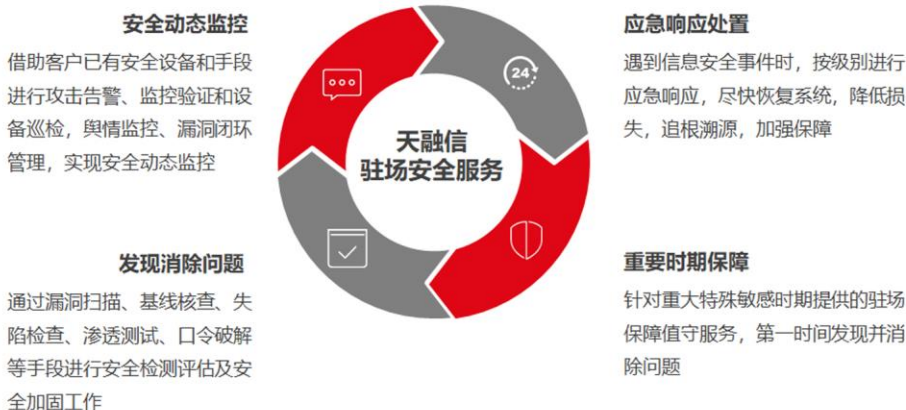 安全动态监控
借助客户已有安全设备和手段
进行攻击告警、监控验证和设
备巡检，舆情监控、漏洞闭环
管理，实现安全动态监控
应急响应处置
遇到信息安全事件时，按级别进行
应急响应，尽快恢复系统，降低损
失，追根溯源，加强保障
24
天融信
驻场安全服务
发现消除问题
通过漏洞扫描、基线核查、失
陷检查、渗透测试、口令破解
等手段进行安全检测评估及安
全加固工作
重要时期保障
针对重大特殊敏感时期提供的驻场
保障值守服务，第一时间发现并消
除问题